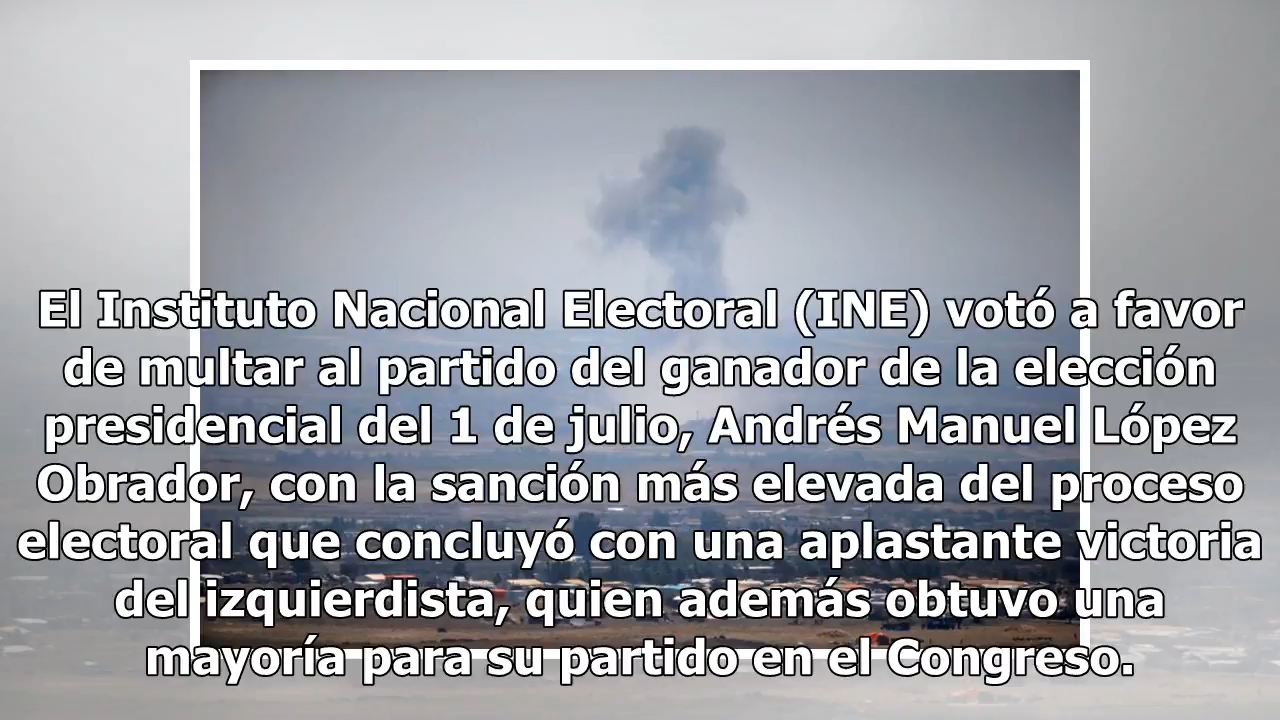 El Instituto Nacional Electoral (INE) votó a favor
de multar al partido del ganador de la elección
presidencial del 1 de julio, Andrés Manuel López
Obrador, con la sanción más elevada del proceso
electoral que concluyó con una aplastante victoria
del izquierdista, quien además obtuvo una
mayoría para su partido en el Congreso.